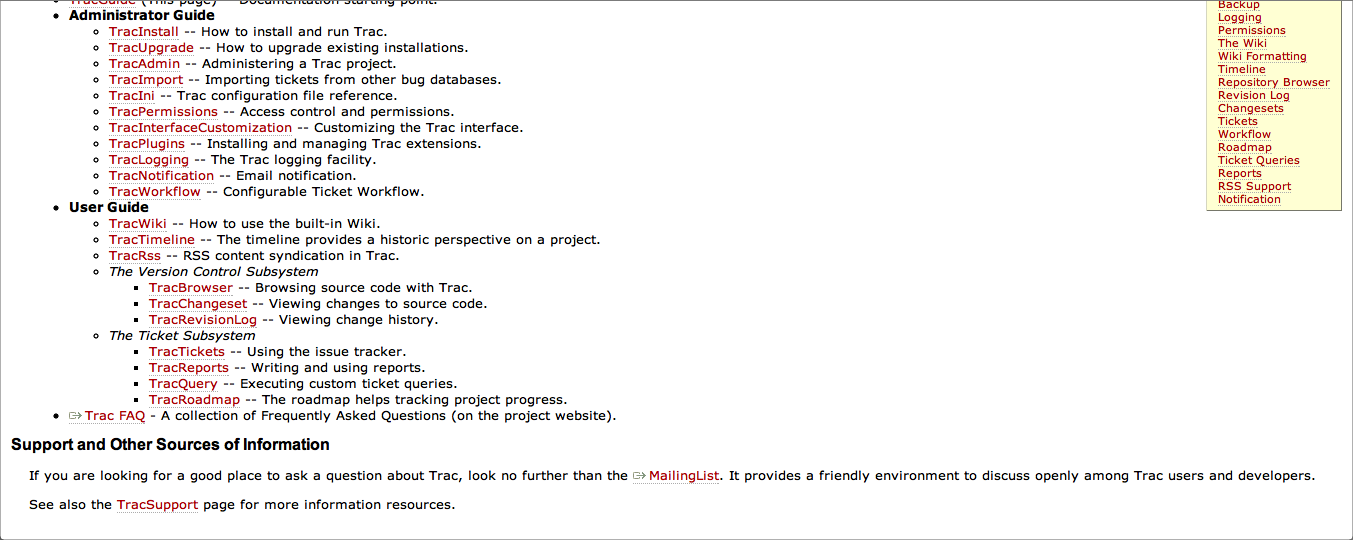 TracGuide (This page) -- Documentation starting point.
Administrator Guide
TracInstall -- How to install and run Trac.
TracUpgrade -- How to upgrade existing installations.
TracAdmin -- Administering a Trac project.
TracImport -- Importing tickets from other bug databases.
TracIni -- Trac configuration file reference.
TracPermissions -- Access control and permissions.
TracInterfaceCustomization -- Customizing the Trac interface.
TracPlugins -- Installing and managing Trac extensions.
TracLogging -- The Trac logging facility.
TracNotification -- Email notification.
TracWorkflow -- Configurable Ticket Workflow.
User Guide
TracWiki -- How to use the built-in Wiki.
TracTimeline -- The timeline provides a historic perspective on a project.
TracRss -- RSS content syndication in Trac.
The Version Control Subsystem
TracBrowser -- Browsing source code with Trac.
TracChangeset -- Viewing changes to source code.
TracRevisionLog -- Viewing change history.
The Ticket Subsystem
TracTickets -- Using the issue tracker.
TracReports -- Writing and using reports.
TracQuery -- Executing custom ticket queries.
TracRoadmap -- The roadmap helps tracking project progress.
Trac FAQ - A collection of Frequently Asked Questions (on the project website).
Support and Other Sources of Information
If you are looking for a good place to ask a question about Trac, look no further than the MailingList. It provides a friendly environment to discuss openly among Trac users and developers.
See also the TracSupport page for more information resources.
Backup
Logging
Permissions
The Wiki
Wiki Formatting
Timeline
Repository Browser
Revision Log
Changesets
Tickets
Workflow
Roadmap
Ticket Queries
Reports
RSS Support
Notification